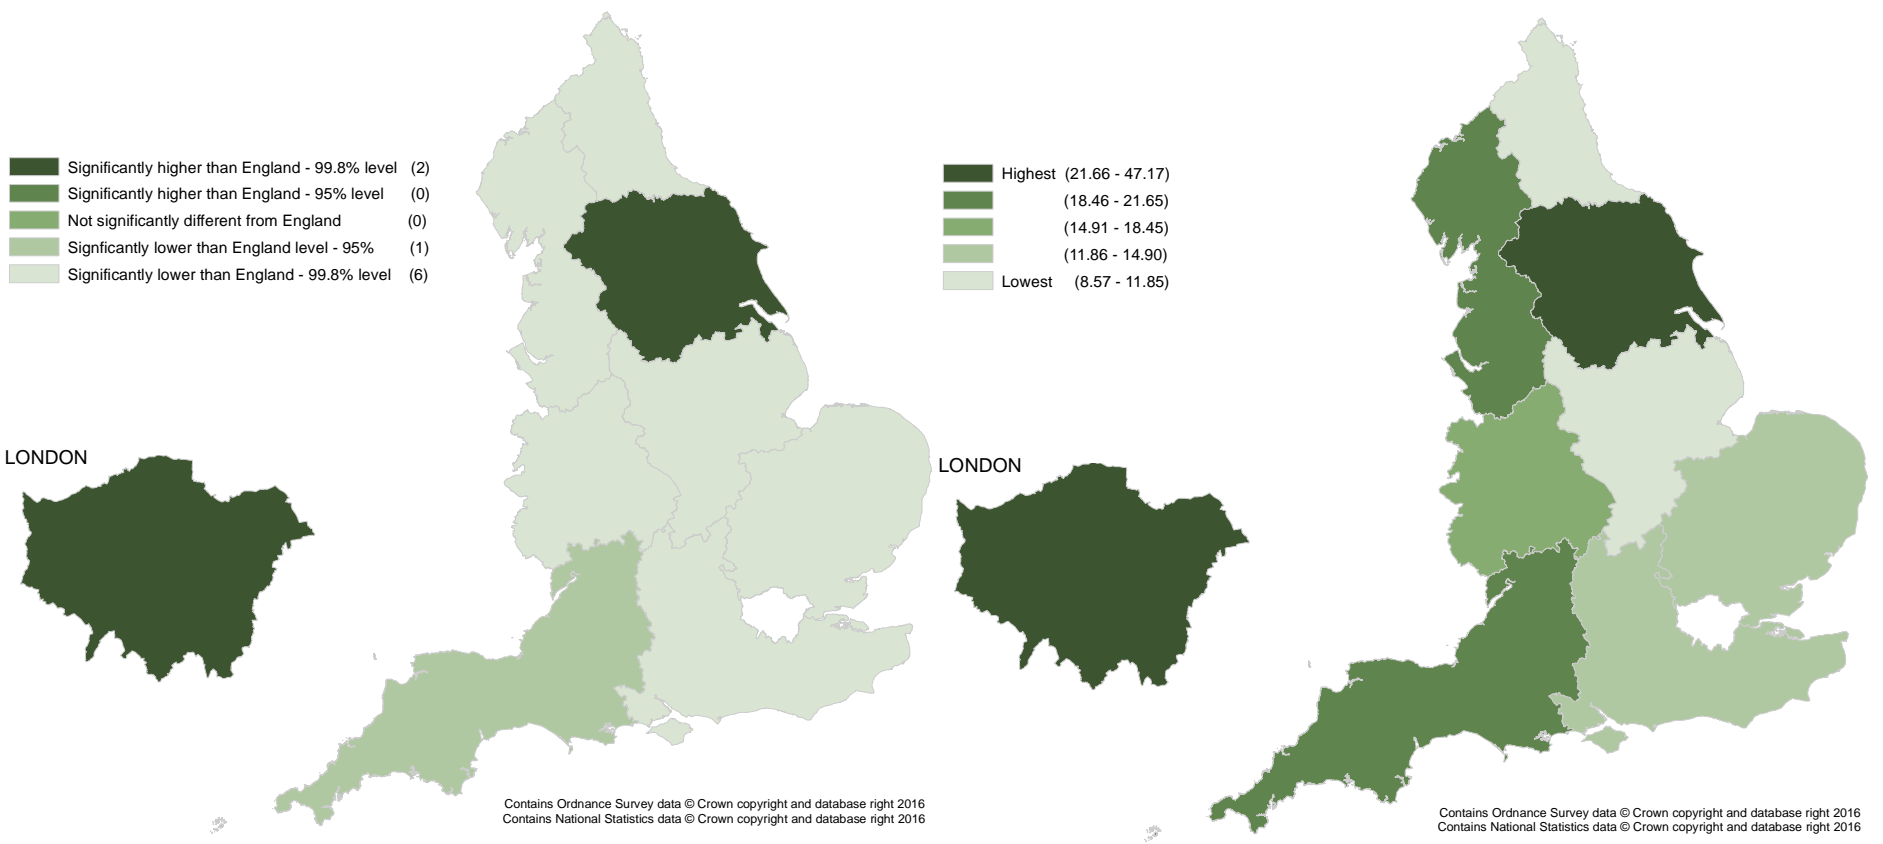 Significantly higher than England - 99.8% level (2)
Significantly higher than England - 95% level (0)
Not significantly different from England (0)
Signficantly lower than England level - 95% (1)
Significantly lower than England - 99.8% level (6)
LONDON
Contains Ordnance Survey data © Crown copyright and database right 2016
Contains National Statistics data © Crown copyright and database right 2016
Highest (21.66 - 47.17)
(18.46 - 21.65)
(14.91 - 18.45)
(11.86 - 14.90)
Lowest (8.57 - 11.85)
LONDON
Contains Ordnance Survey data © Crown copyright and database right 2016
Contains National Statistics data © Crown copyright and database right 2016